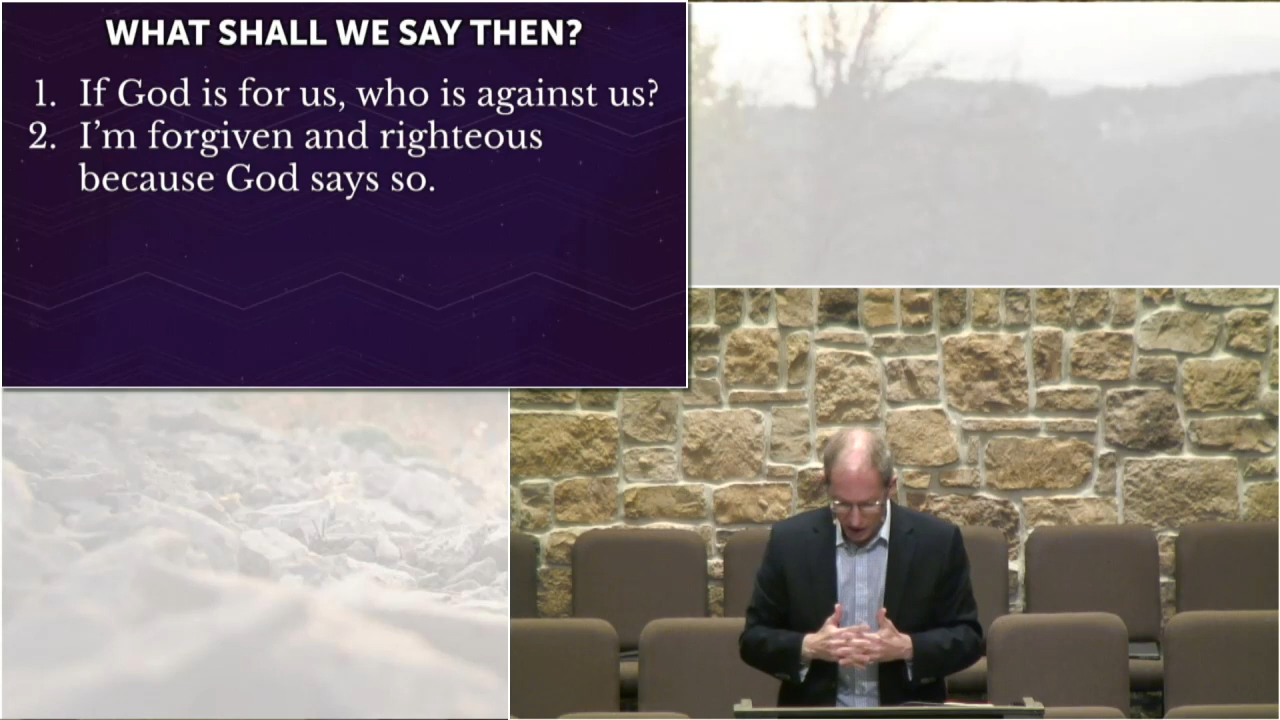 WHAT SHALL WE SAY THEN?
1. If God is for us, who is against us?
2. I’m forgiven and righteous
because God says so.